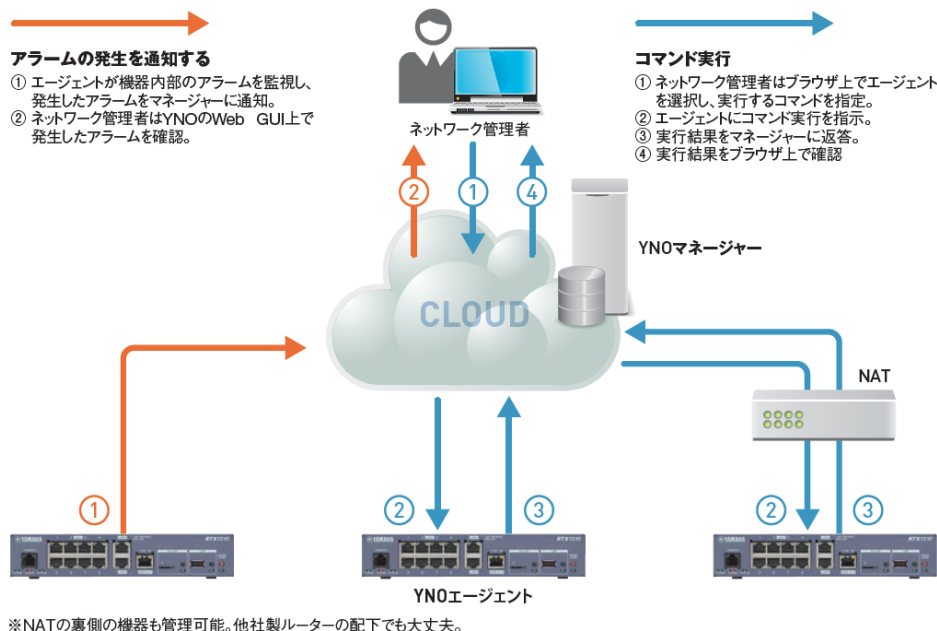 アラームの発生を通知する
① エージェントが機器内部のアラームを監視し、
発生したアラームをマネージャーに通知。
② ネットワーク管理者はYNOのWeb GUI上で
発生したアラームを確認。
コマンド実行
① ネットワーク管理者はブラウザ上でエージェント
を選択し、実行するコマンドを指定。
② エージェントにコマンド実行を指示。
③ 実行結果をマネージャーに返答。
④ 実行結果をブラウザ上で確認
ネットワーク管理者
② ① ④
YNOマネージャー
CLOUD
NAT
① ② ③ ② ③
YAMAHA
YAMAHA
YAMAHA
YNOエージェント
※NATの裏側の機器も管理可能。他社製ルーターの配下でも大丈夫。